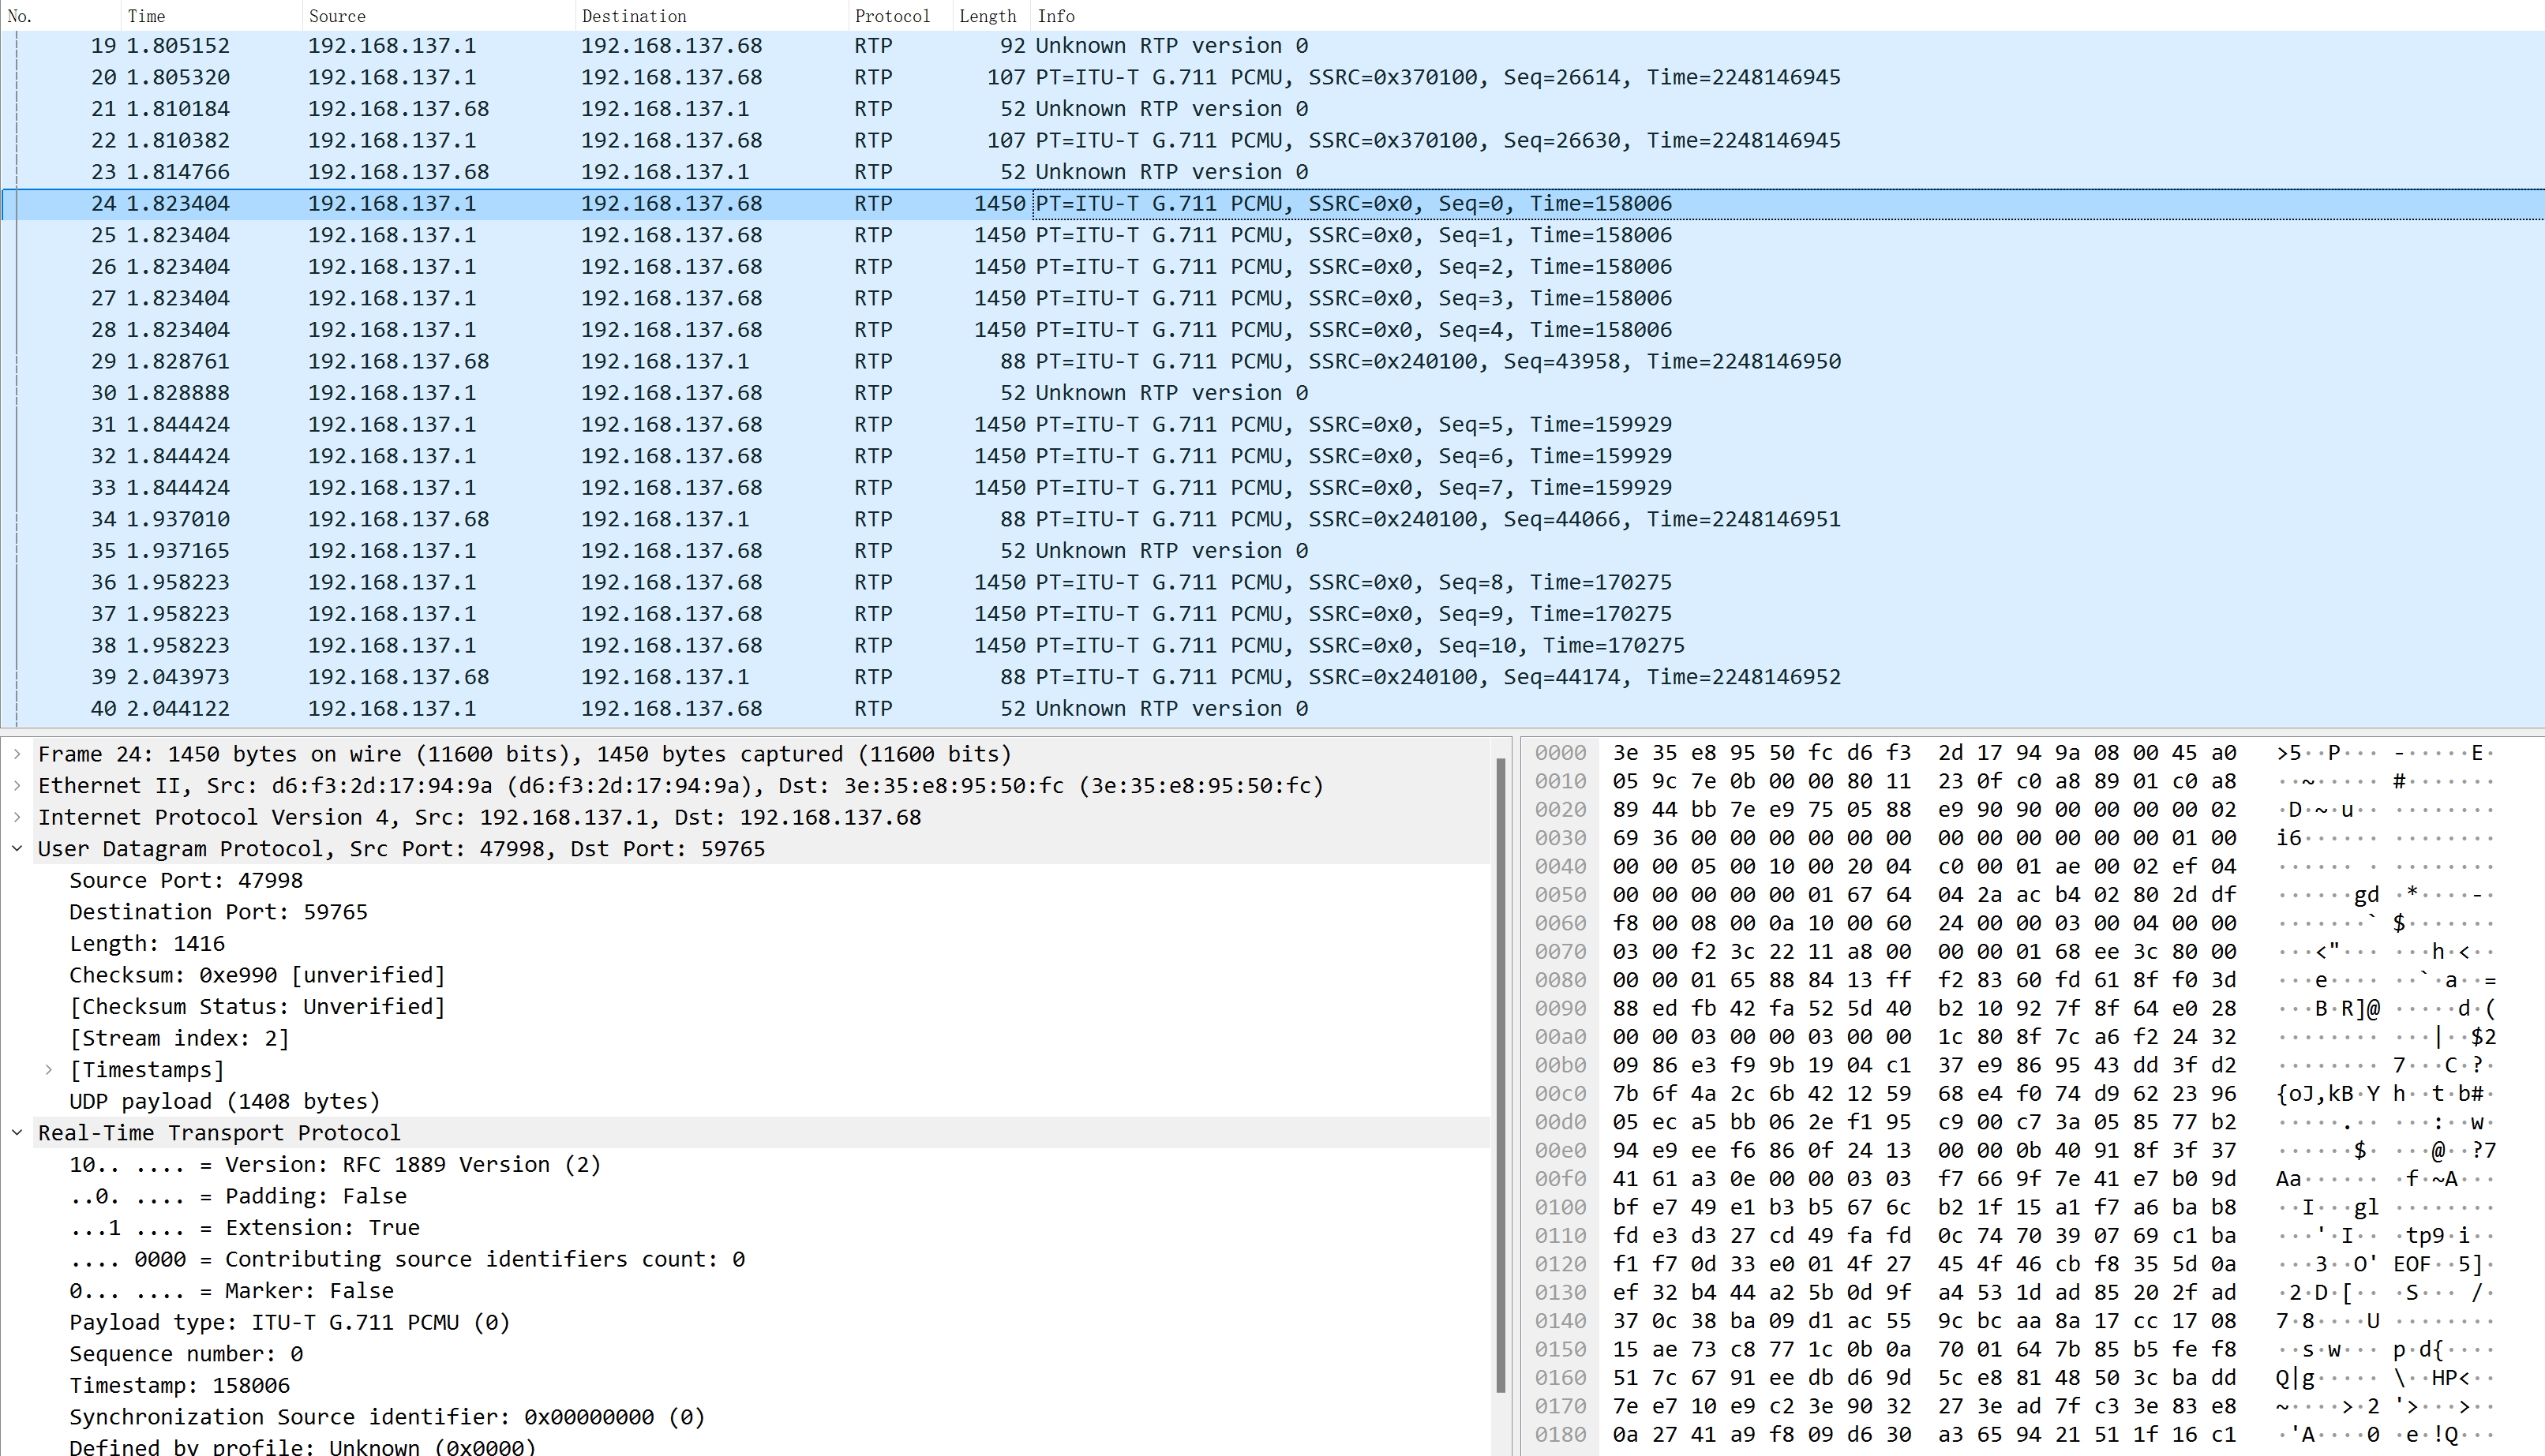 No. Time Source Destination Protocol Length Info
19 1.805152 192.168.137.1 192.168.137.68 RTP 92 Unknown RTP version 0
20 1.805320 192.168.137.1 192.168.137.68 RTP 107 PT=ITU-T G.711 PCMU, SSRC=0x370100, Seq=26614, Time=2248146945
21 1.810184 192.168.137.68 192.168.137.1 RTP 52 Unknown RTP version 0
22 1.810382 192.168.137.1 192.168.137.68 RTP 107 PT=ITU-T G.711 PCMU, SSRC=0x370100, Seq=26630, Time=2248146945
23 1.814766 192.168.137.68 192.168.137.1 RTP 52 Unknown RTP version 0
24 1.823404 192.168.137.1 192.168.137.68 RTP 1450 PT=ITU-T G.711 PCMU, SSRC=0x0, Seq=0, Time=158006
25 1.823404 192.168.137.1 192.168.137.68 RTP 1450 PT=ITU-T G.711 PCMU, SSRC=0x0, Seq=1, Time=158006
26 1.823404 192.168.137.1 192.168.137.68 RTP 1450 PT=ITU-T G.711 PCMU, SSRC=0x0, Seq=2, Time=158006
27 1.823404 192.168.137.1 192.168.137.68 RTP 1450 PT=ITU-T G.711 PCMU, SSRC=0x0, Seq=3, Time=158006
28 1.823404 192.168.137.1 192.168.137.68 RTP 1450 PT=ITU-T G.711 PCMU, SSRC=0x0, Seq=4, Time=158006
29 1.828761 192.168.137.68 192.168.137.1 RTP 88 PT=ITU-T G.711 PCMU, SSRC=0x240100, Seq=43958, Time=2248146950
30 1.828888 192.168.137.1 192.168.137.68 RTP 52 Unknown RTP version 0
31 1.844424 192.168.137.1 192.168.137.68 RTP 1450 PT=ITU-T G.711 PCMU, SSRC=0x0, Seq=5, Time=159929
32 1.844424 192.168.137.1 192.168.137.68 RTP 1450 PT=ITU-T G.711 PCMU, SSRC=0x0, Seq=6, Time=159929
33 1.844424 192.168.137.1 192.168.137.68 RTP 1450 PT=ITU-T G.711 PCMU, SSRC=0x0, Seq=7, Time=159929
34 1.937010 192.168.137.68 192.168.137.1 RTP 88 PT=ITU-T G.711 PCMU, SSRC=0x240100, Seq=44066, Time=2248146951
35 1.937165 192.168.137.1 192.168.137.68 RTP 52 Unknown RTP version 0
36 1.958223 192.168.137.1 192.168.137.68 RTP 1450 PT=ITU-T G.711 PCMU, SSRC=0x0, Seq=8, Time=170275
37 1.958223 192.168.137.1 192.168.137.68 RTP 1450 PT=ITU-T G.711 PCMU, SSRC=0x0, Seq=9, Time=170275
38 1.958223 192.168.137.1 192.168.137.68 RTP 1450 PT=ITU-T G.711 PCMU, SSRC=0x0, Seq=10, Time=170275
39 2.043973 192.168.137.68 192.168.137.1 RTP 88 PT=ITU-T G.711 PCMU, SSRC=0x240100, Seq=44174, Time=2248146952
40 2.044122 192.168.137.1 192.168.137.68 RTP 52 Unknown RTP version 0
Frame 24: 1450 bytes on wire (11600 bits), 1450 bytes captured (11600 bits)
Ethernet II, Src: d6:f3:2d:17:94:9a (d6:f3:2d:17:94:9a), Dst: 3e:35:e8:95:50:fc (3e:35:e8:95:50:fc)
Internet Protocol Version 4, Src: 192.168.137.1, Dst: 192.168.137.68
User Datagram Protocol, Src Port: 47998, Dst Port: 59765
Source Port: 47998
Destination Port: 59765
Length: 1416
Checksum: 0xe990 [unverified]
[Checksum Status: Unverified]
[Stream index: 2]
[Timestamps]
UDP payload (1408 bytes)
Real-Time Transport Protocol
10.. .... = Version: RFC 1889 Version (2)
..0. .... = Padding: False
...1 .... = Extension: True
.... 0000 = Contributing source identifiers count: 0
0... .... = Marker: False
Payload type: ITU-T G.711 PCMU (0)
Sequence number: 0
Timestamp: 158006
Synchronization Source identifier: 0x00000000 (0)
Defined by profile: Unknown (0x0000)
0000 3e 35 e8 95 50 fc d6 f3 2d 17 94 9a 08 00 45 a0 >5··P··· -·····E·
0010 05 9c 7e 0b 00 00 80 11 23 0f c0 a8 89 01 c0 a8 ··~····· #·······
0020 89 44 bb 7e e9 75 05 88 e9 90 90 00 00 00 00 02 ·D·~·u·· ········
0030 69 36 00 00 00 00 00 00 00 00 00 00 00 00 01 00 i6······ ········
0040 00 00 05 00 10 00 20 04 c0 00 01 ae 00 02 ef 04 ······ · ········
0050 00 00 00 00 00 01 67 64 04 2a ac b4 02 80 2d df ······gd ·*····-·
0060 f8 00 08 00 0a 10 00 60 24 00 00 03 00 04 00 00 ·······` $·······
0070 03 00 f2 3c 22 11 a8 00 00 00 01 68 ee 3c 80 00 ···<"··· ···h·<··
0080 00 00 01 65 88 84 13 ff f2 83 60 fd 61 8f f0 3d ···e···· ··`·a··=
0090 88 ed fb 42 fa 52 5d 40 b2 10 92 7f 8f 64 e0 28 ···B·R]@ ·····d·(
00a0 00 00 03 00 00 03 00 00 1c 80 8f 7c a6 f2 24 32 ········ ···|··$2
00b0 09 86 e3 f9 9b 19 04 c1 37 e9 86 95 43 dd 3f d2 ········ 7···C·?·
00c0 7b 6f 4a 2c 6b 42 12 59 68 e4 f0 74 d9 62 23 96 {oJ,kB·Y h··t·b#·
00d0 05 ec a5 bb 06 2e f1 95 c9 00 c7 3a 05 85 77 b2 ·····.·· ···:··w·
00e0 94 e9 ee f6 86 0f 24 13 00 00 0b 40 91 8f 3f 37 ······$· ···@··?7
00f0 41 61 a3 0e 00 00 03 03 f7 66 9f 7e 41 e7 b0 9d Aa······ ·f·~A···
0100 bf e7 49 e1 b3 b5 67 6c b2 1f 15 a1 f7 a6 ba b8 ··I···gl ········
0110 fd e3 d3 27 cd 49 fa fd 0c 74 70 39 07 69 c1 ba ···'·I·· ·tp9·i··
0120 f1 f7 0d 33 e0 01 4f 27 45 4f 46 cb f8 35 5d 0a ···3··O' EOF··5]·
0130 ef 32 b4 44 a2 5b 0d 9f a4 53 1d ad 85 20 2f ad ·2·D·[·· ·S··· /·
0140 37 0c 38 ba 09 d1 ac 55 9c bc aa 8a 17 cc 17 08 7·8····U ········
0150 15 ae 73 c8 77 1c 0b 0a 70 01 64 7b 85 b5 fe f8 ··s·w··· p·d{····
0160 51 7c 67 91 ee db d6 9d 5c e8 81 48 50 3c ba dd Q|g····· \··HP<··
0170 7e e7 10 e9 c2 3e 90 32 27 3e ad 7f c3 3e 83 e8 ~····>·2 '>···>··
0180 0a 27 41 a9 f8 09 d6 30 a3 65 94 21 51 1f 16 c1 ·'A····0 ·e·!Q···